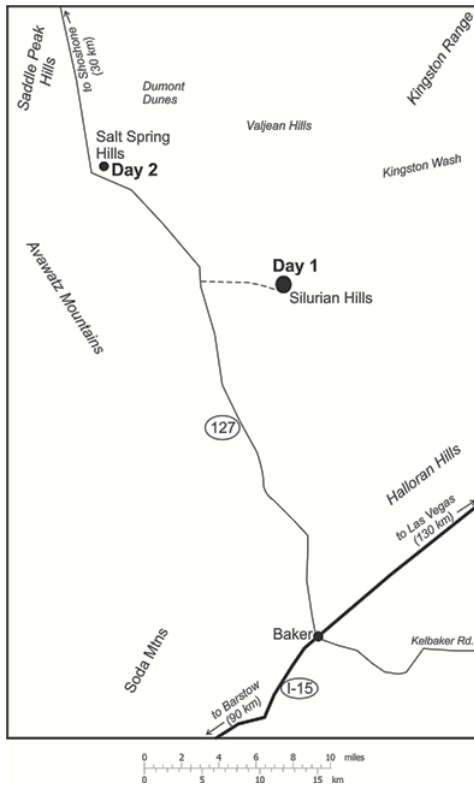 to Shoshone
(30 km)
Saddle Peak
Hills
Kingston Range
Dumont
Dunes
Valjean Hills
Salt Spring
Hills
Day 2
Kingston Wash
Avawatz Mountains
Day 1
Silurian Hills
127
Halloran Hills
to Las Vegas
(130 km)
Baker
Kelbaker Rd.
Soda Mtns
I-15
to Barstow
(90 km)
0 2 4 6 8 10 miles
0 5 10 15 km